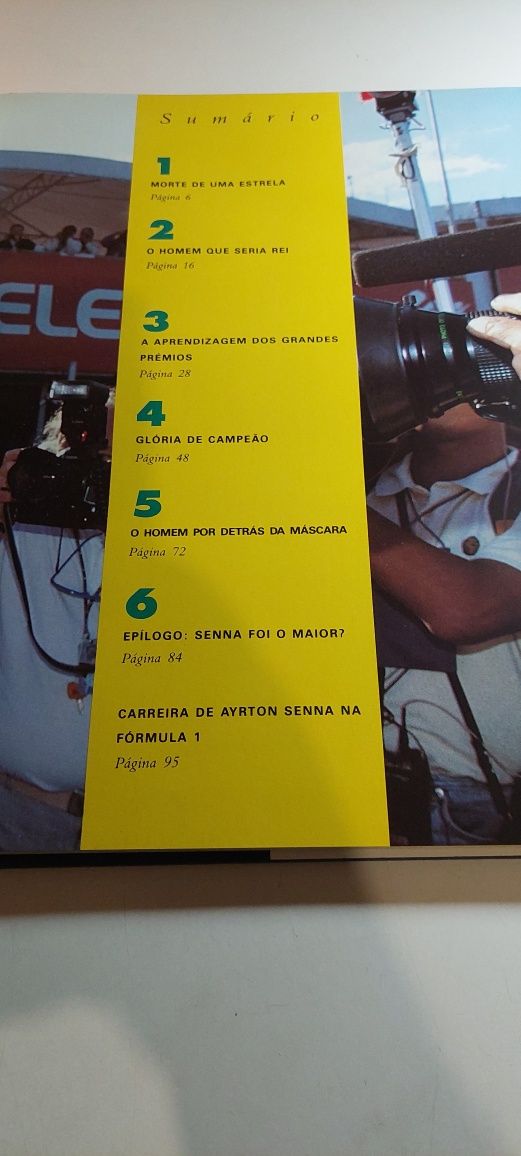 Sumário
1
MORTE DE UMA ESTRELA
Página 6
2
O HOMEM QUE SERIA REI
Página 16
3
A APRENDIZAGEM DOS GRANDES
PRÉMIOS
Página 28
4
GLÓRIA DE CAMPEÃO
Página 48
5
O HOMEM POR DETRÁS DA MÁSCARA
Página 72
6
EPÍLOGO: SENNA FOI O MAIOR?
Página 84
CARREIRA DE AYRTON SENNA NA
FÓRMULA 1
Página 95
ELE